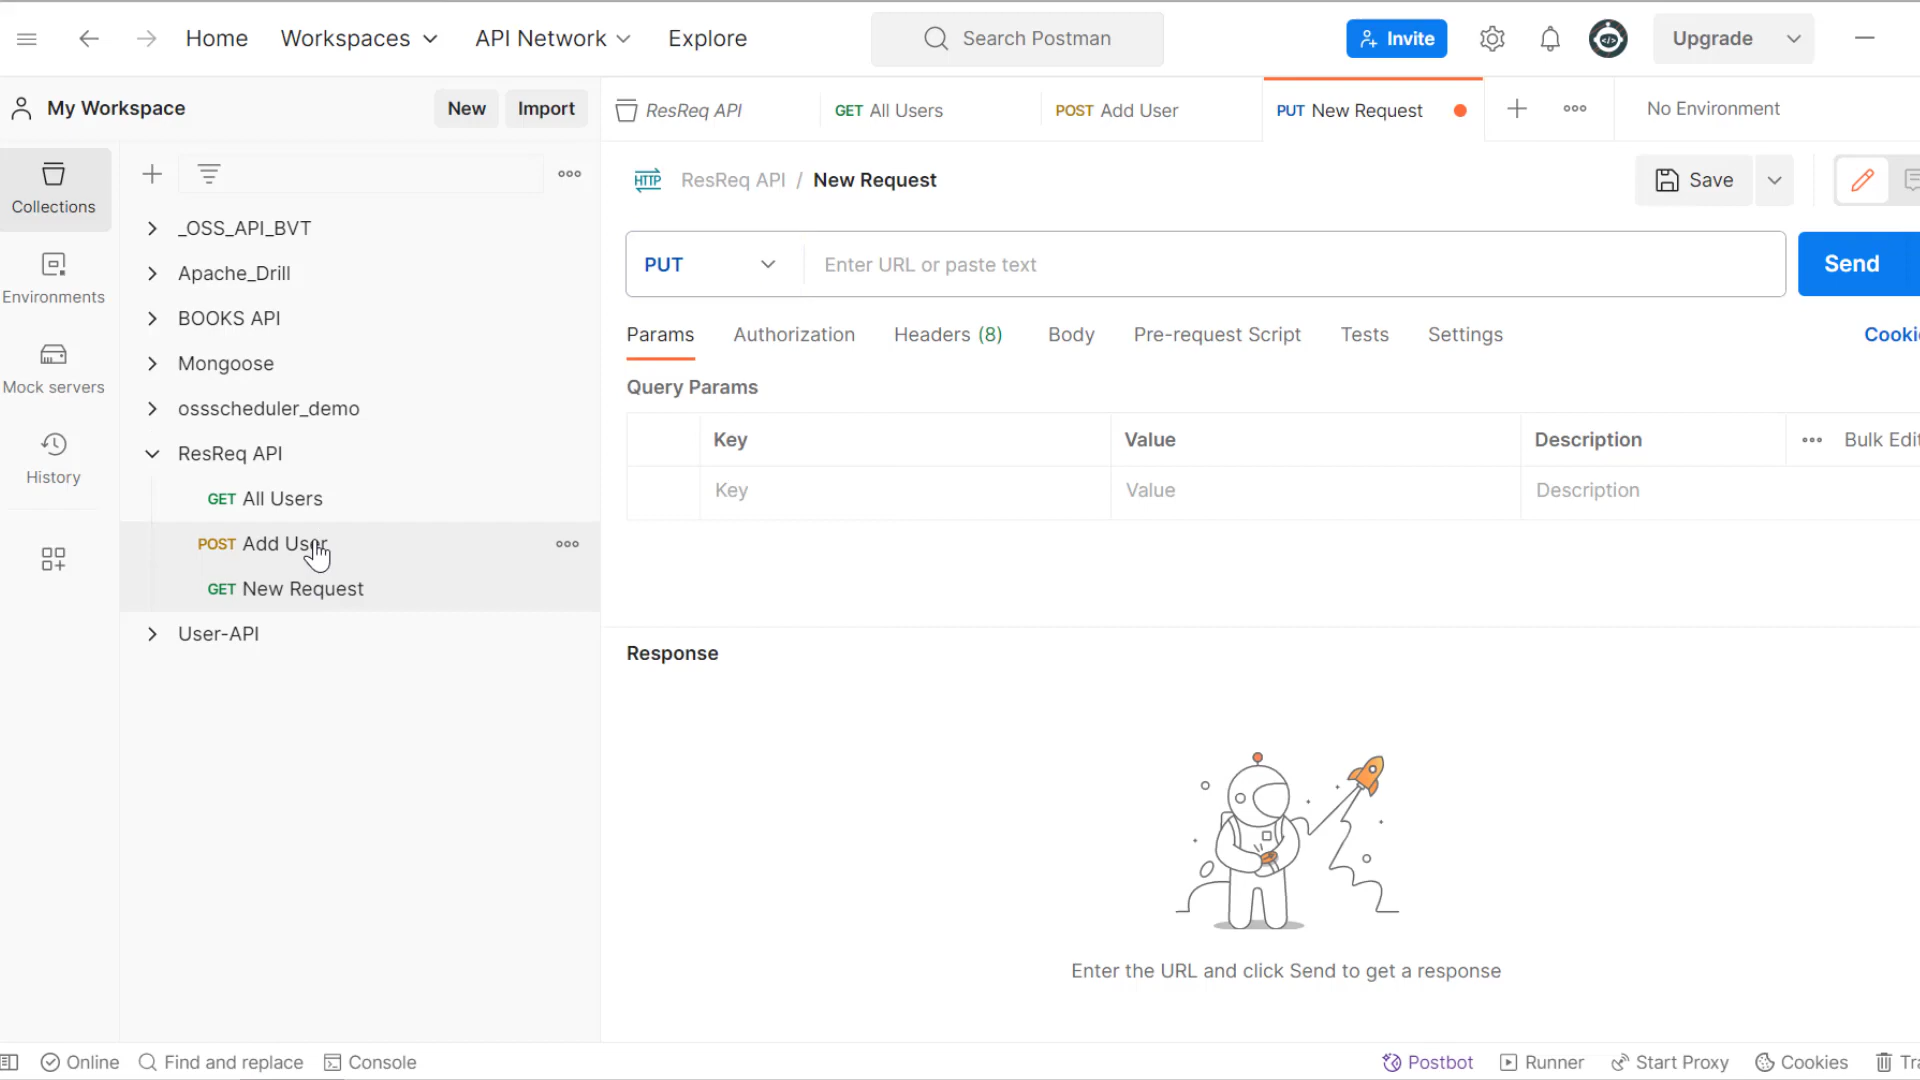 Home Workspaces API Network Explore Search Postman Invite Upgrade
My Workspace New Import
ResReq API GET All Users POST Add User PUT New Request No Environment
Collections
Environments
Mock servers
History
_OSS_API_BVT
Apache_Drill
BOOKS API
Mongoose
ossscheduler_demo
ResReq API
GET All Users
POST Add User
GET New Request
User-API
HTTP ResReq API / New Request Save
PUT Enter URL or paste text Send
Params Authorization Headers (8) Body Pre-request Script Tests Settings Cookie
Query Params
Key Value Description Bulk Edit
Key Value Description
Response
Enter the URL and click Send to get a response
Online Find and replace Console Postbot Runner Start Proxy Cookies Tra